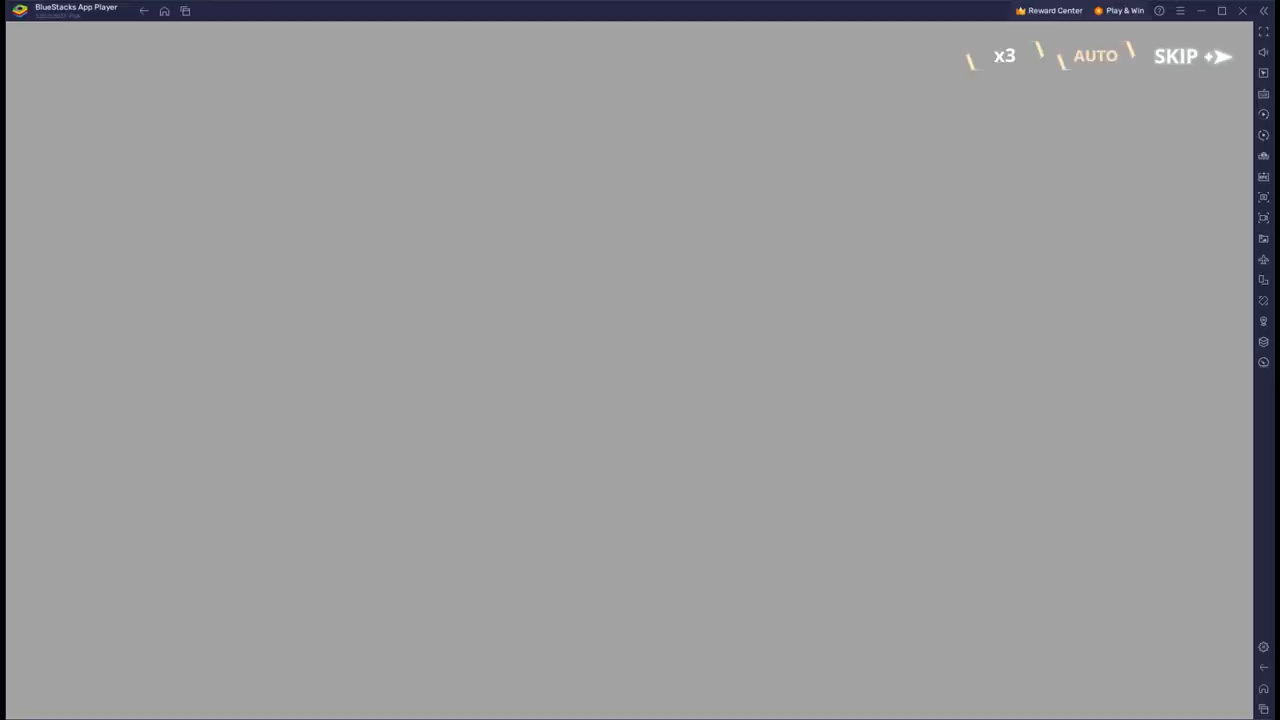 BlueStacks App Player
Reward Center
Play & Win
x3
AUTO
SKIP